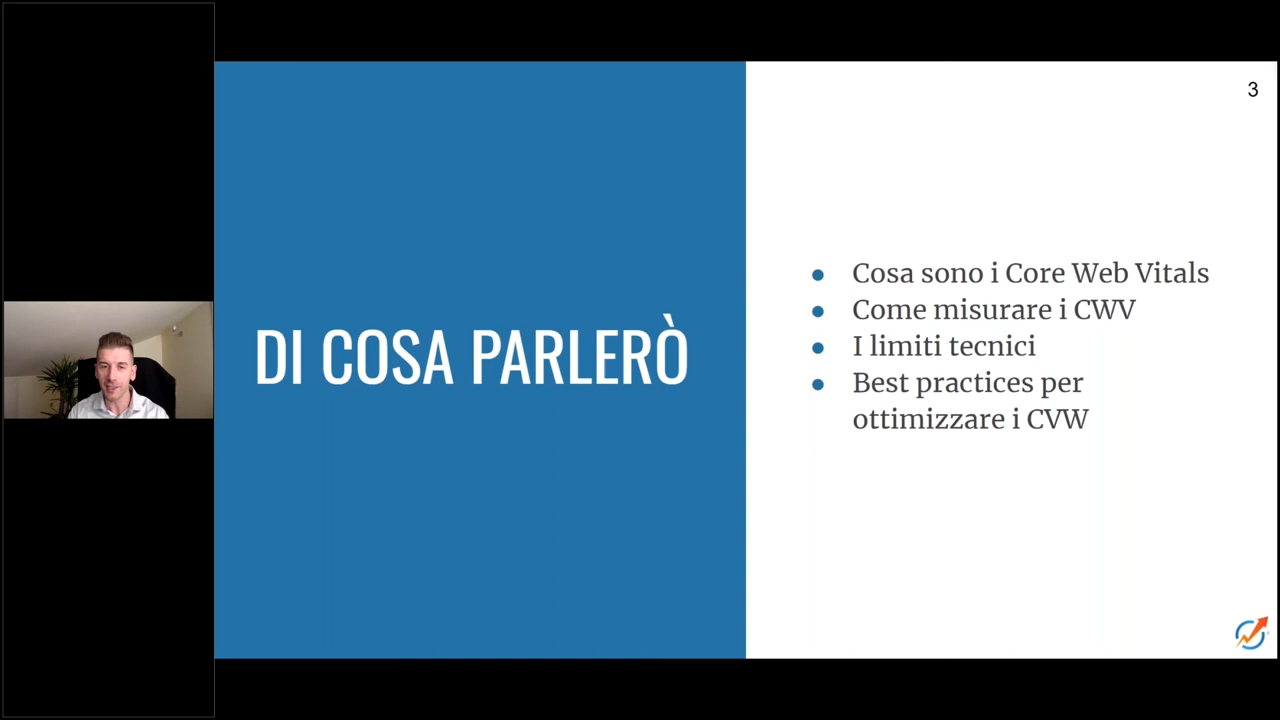 3
DI COSA PARLERÒ
Cosa sono i Core Web Vitals
Come misurare i CWV
I limiti tecnici
Best practices per
ottimizzare i CVW